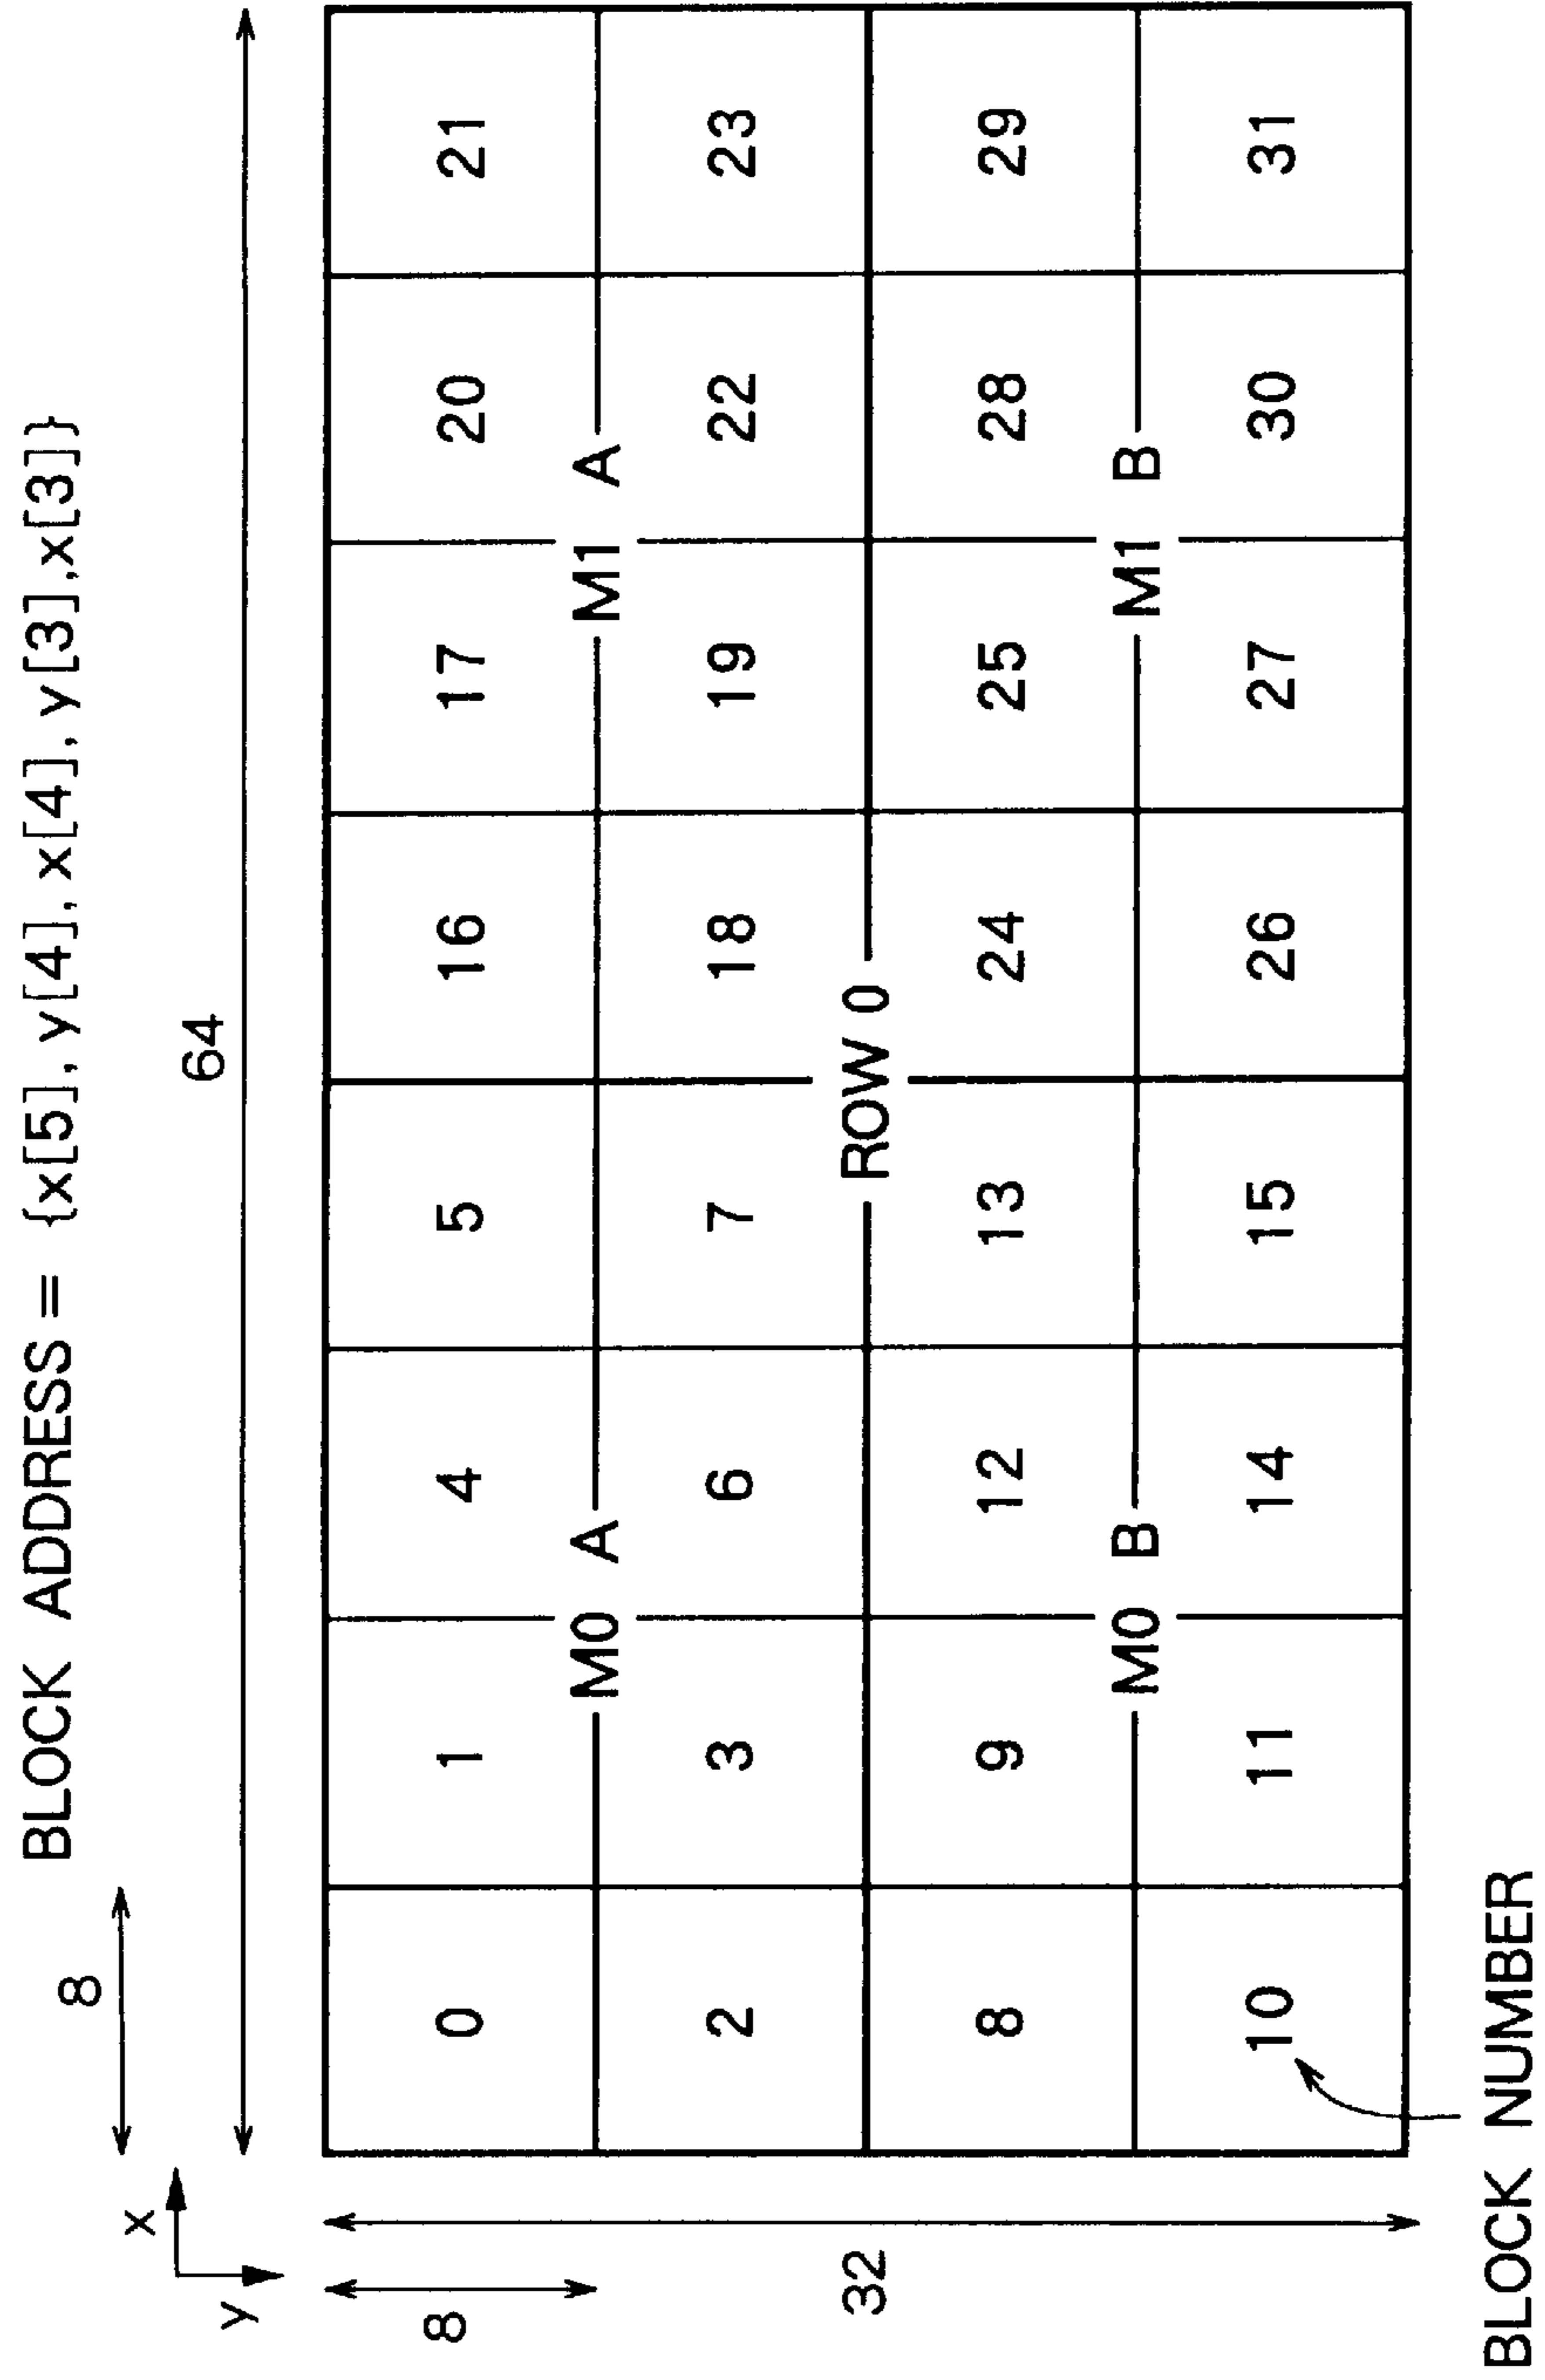 BLOCK ADDRESS = {x[5], y[4], x[4], y[3],x[3]}
8
64
x
y
8
32
0 1 4 5 16 17 20 21
M0 A M1 A
2 3 6 7 18 19 22 23
ROW 0
8 9 12 13 24 25 28 29
M0 B M1 B
10 11 14 15 26 27 30 31
BLOCK NUMBER